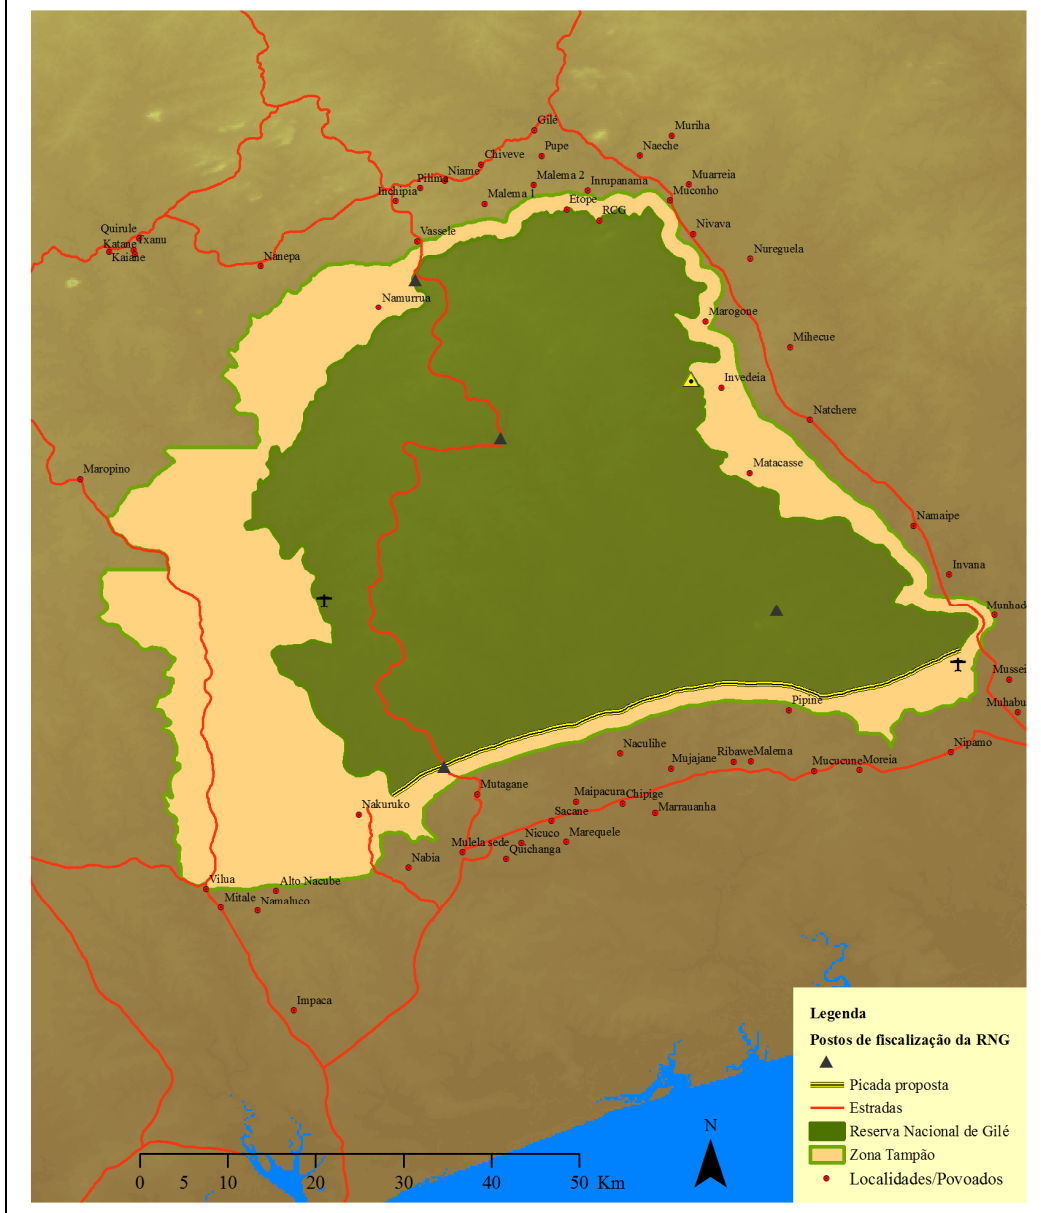 Gilé
Muriha
Pupe
Naeche
Chiveve
Niame
Pilima
Malema 2
Inrupanama
Muarreia
Inchipia
Malema 1
Muconho
Etope
RCG
Quirule
Vassele
Nivava
Txanu
Katane
Kaiane
Nanepa
Nureguela
Namurrua
Marogone
Mihecue
Invedeia
Natchere
Maropino
Matacasse
Namaipe
Invana
Munhad
Mussei
Pipine
Muhabu
Naculihe
Mujajane
Ribawe
Malema
Nipamo
Mucucune
Moreia
Mutagane
Nakuruko
Maipacura
Chipige
Marrauanha
Sacane
Nicuco
Marequele
Mulela sede
Quichanga
Nabia
Vilua
Alto Nacube
Mitale
Namaluco
Impaca
Legenda
Postos de fiscalização da RNG
Picada proposta
Estradas
Reserva Nacional de Gilé
Zona Tampão
Localidades/Povoados
N
0 5 10 20 30 40 50 Km